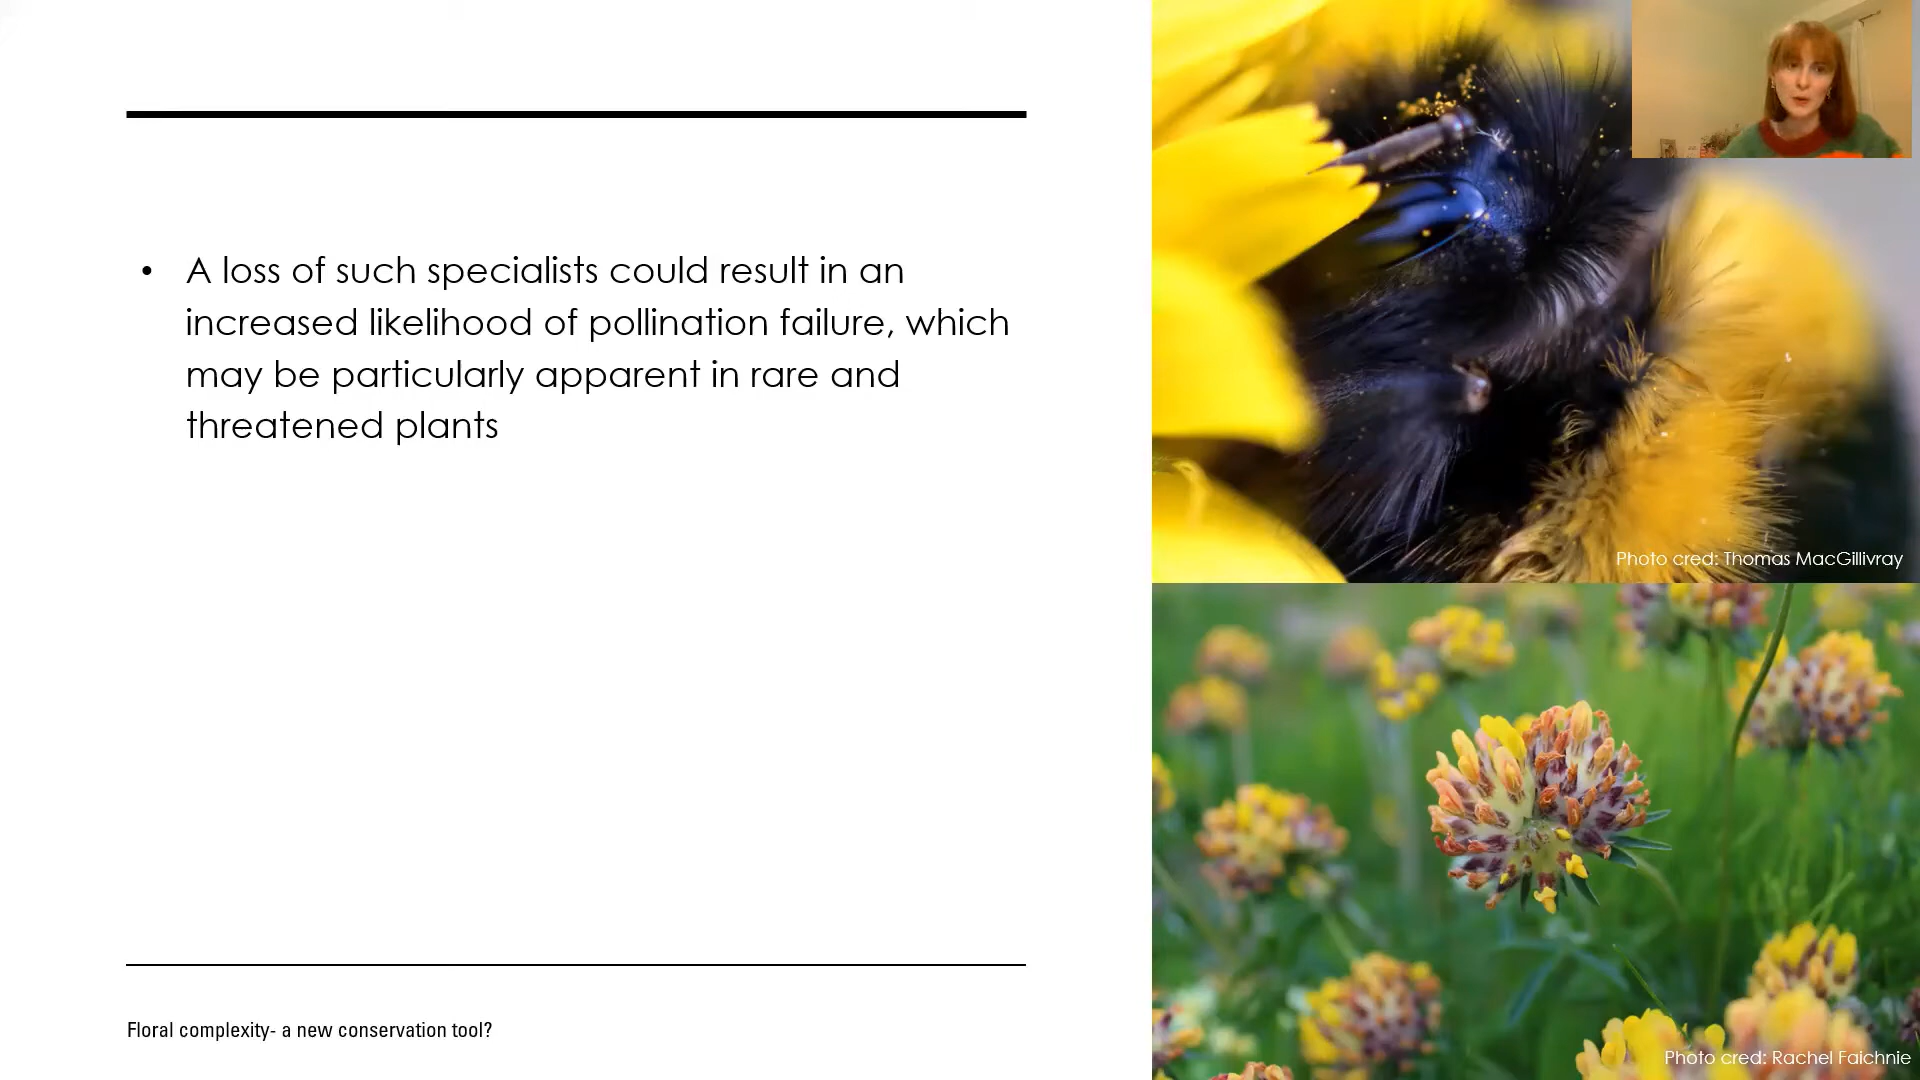 • A loss of such specialists could result in an
increased likelihood of pollination failure, which
may be particularly apparent in rare and
threatened plants
Photo cred: Thomas MacGillivray
Photo cred: Rachel Faichnie
Floral complexity- a new conservation tool?